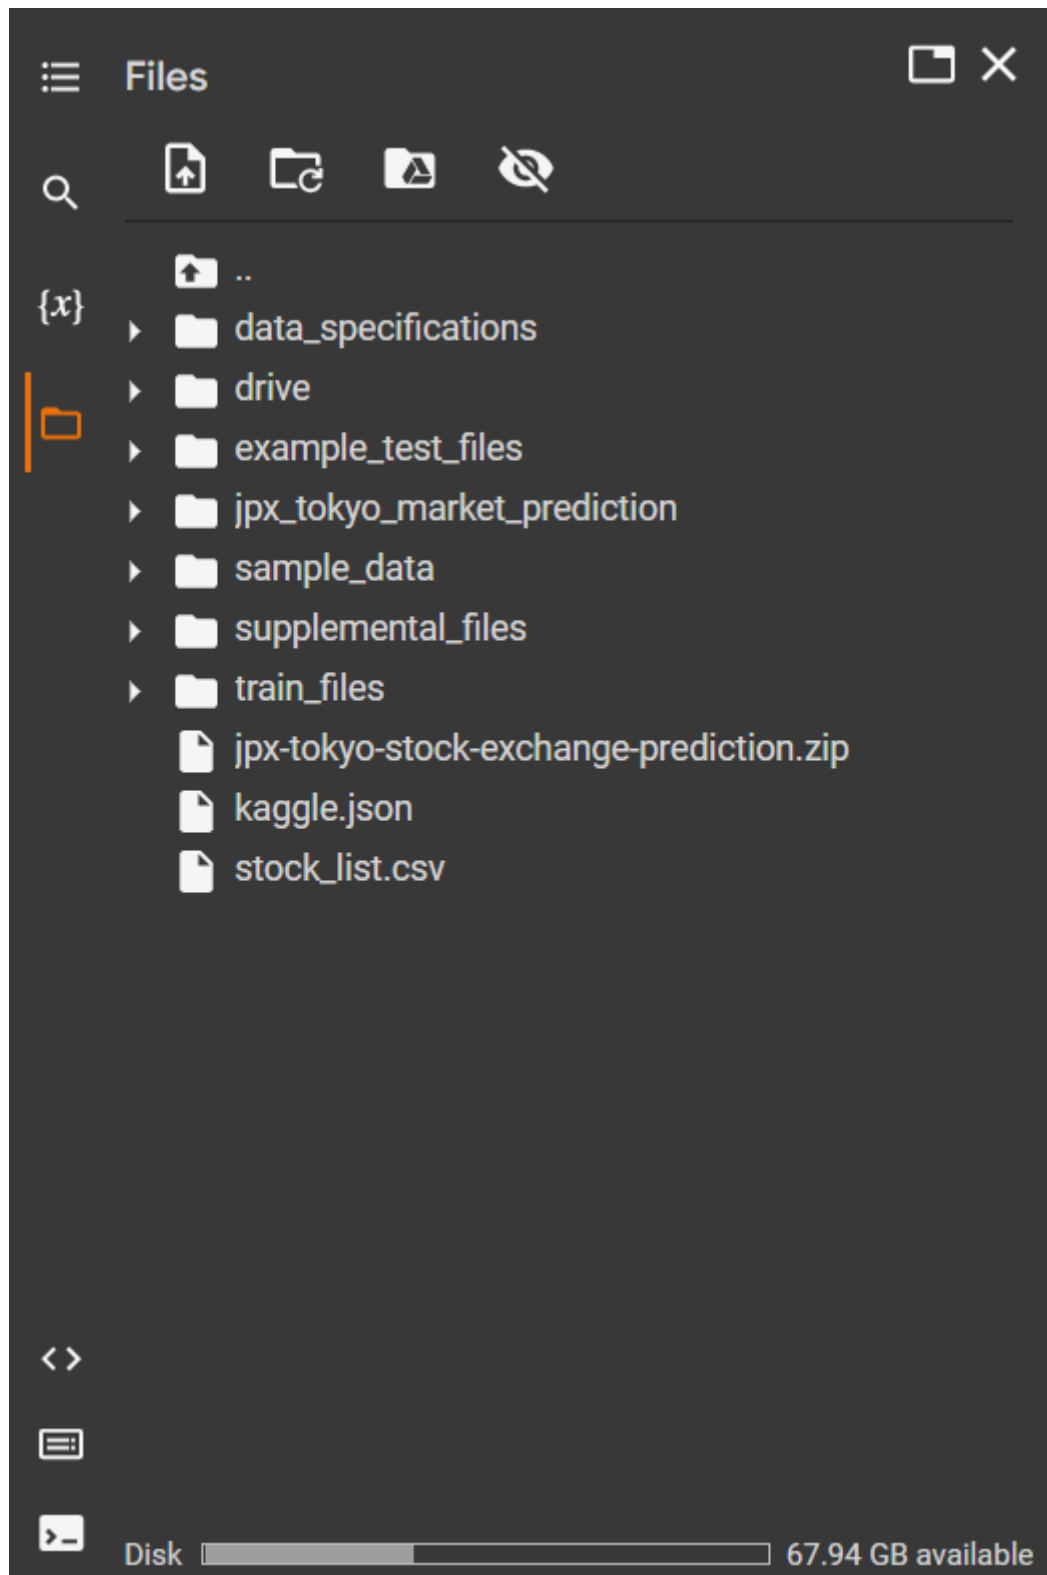 Files
{x}
..
data_specifications
drive
example_test_files
jpx_tokyo_market_prediction
sample_data
supplemental_files
train_files
jpx-tokyo-stock-exchange-prediction.zip
kaggle.json
stock_list.csv
Disk 67.94 GB available